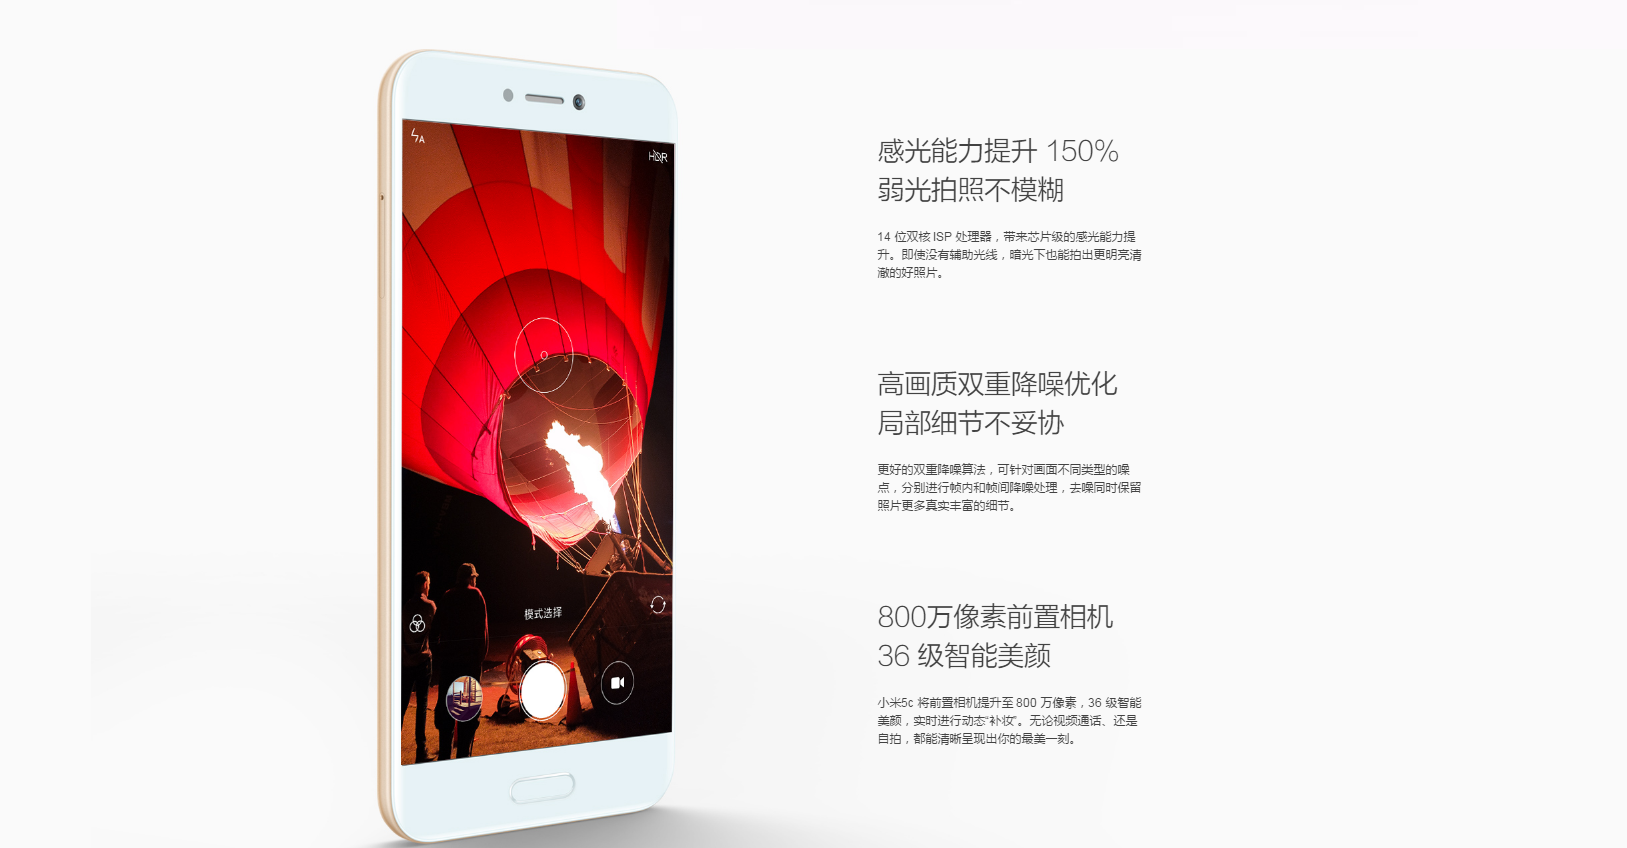 A
HDR
模式选择
感光能力提升 150%
弱光拍照不模糊
14 位双核 ISP 处理器，带来芯片级的感光能力提
升。即使没有辅助光线，暗光下也能拍出更明亮清
澈的好照片。
高画质双重降噪优化
局部细节不妥协
更好的双重降噪算法，可针对画面不同类型的噪
点，分别进行帧内和帧间降噪处理，去噪同时保留
照片更多真实丰富的细节。
800万像素前置相机
36 级智能美颜
小米5c 将前置相机提升至 800 万像素，36 级智能
美颜，实时进行动态“补妆”。无论视频通话、还是
自拍，都能清晰呈现出你的最美一刻。